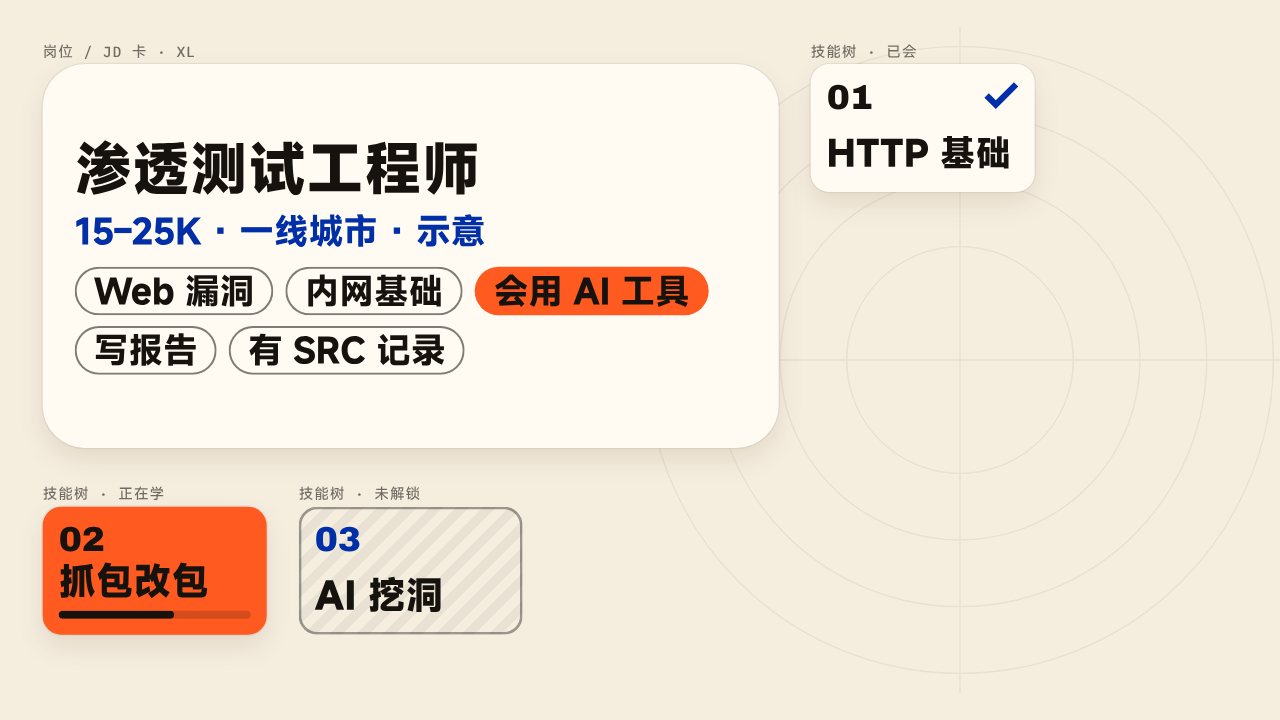 岗位 / JD 卡 · XL
渗透测试工程师
15–25K · 一线城市 · 示意
Web 漏洞
内网基础
会用 AI 工具
写报告
有 SRC 记录
技能树 · 已会
01
HTTP 基础
技能树 · 正在学
02
抓包改包
技能树 · 未解锁
03
AI 挖洞